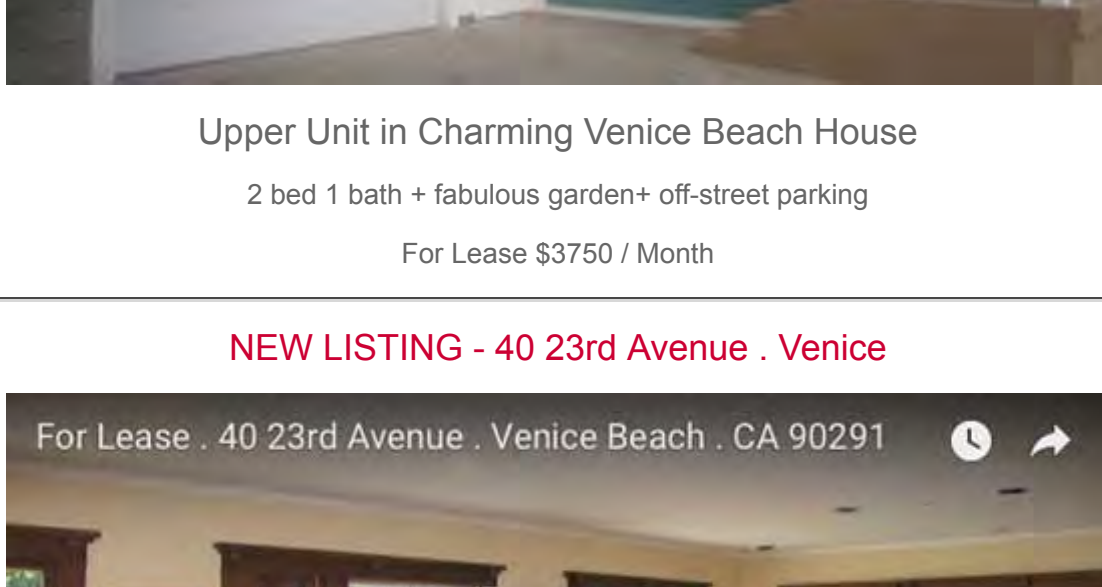 Upper Unit in Charming Venice Beach House
2 bed 1 bath + fabulous garden+ off-street parking
For Lease $3750 / Month
NEW LISTING - 40 23rd Avenue . Venice
For Lease . 40 23rd Avenue . Venice Beach . CA 90291